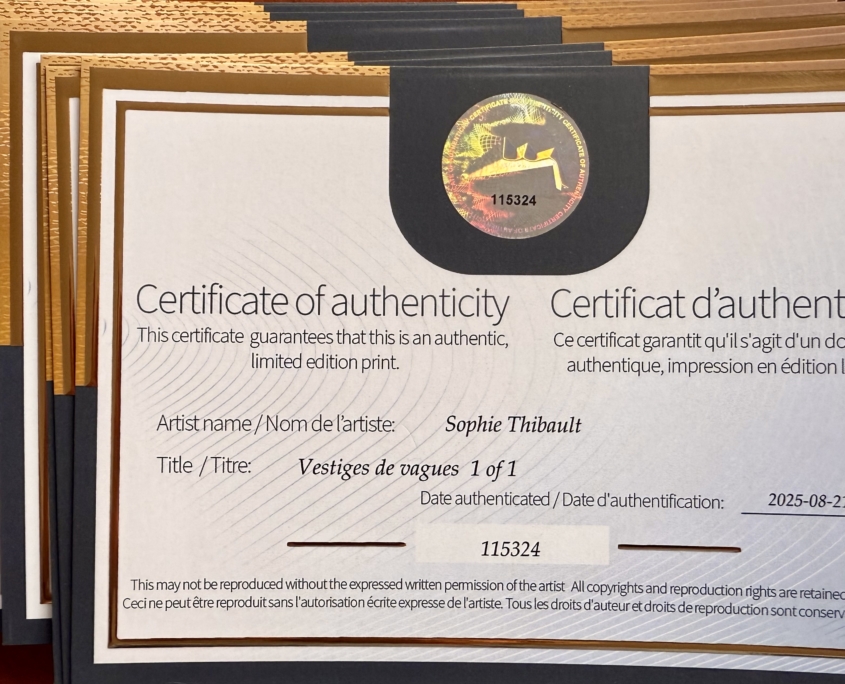 115324
Certificate of authenticity
This certificate guarantees that this is an authentic,
limited edition print.
Certificat d'authent
Ce certificat garantit qu'il s'agit d'un do
authentique, impression en édition l
Artist name / Nom de l'artiste: Sophie Thibault
Title / Titre: Vestiges de vagues 1 of 1
Date authenticated / Date d'authentification: 2025-08-21
115324
This may not be reproduced without the expressed written permission of the artist All copyrights and reproduction rights are retained
Ceci ne peut être reproduit sans l'autorisation écrite expresse de l'artiste. Tous les droits d'auteur et droits de reproduction sont conserv